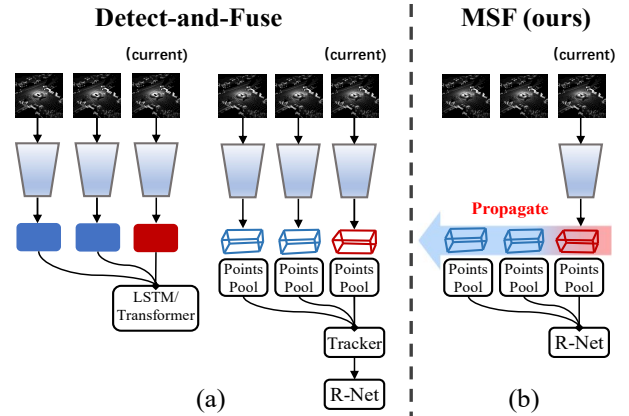 Detect-and-Fuse
MSF (ours)
(current)
(current)
(current)
Propagate
Points
Pool
Points
Pool
Points
Pool
Points
Pool
Points
Pool
Points
Pool
LSTM/
Transformer
Tracker
R-Net
R-Net
(a)
(b)